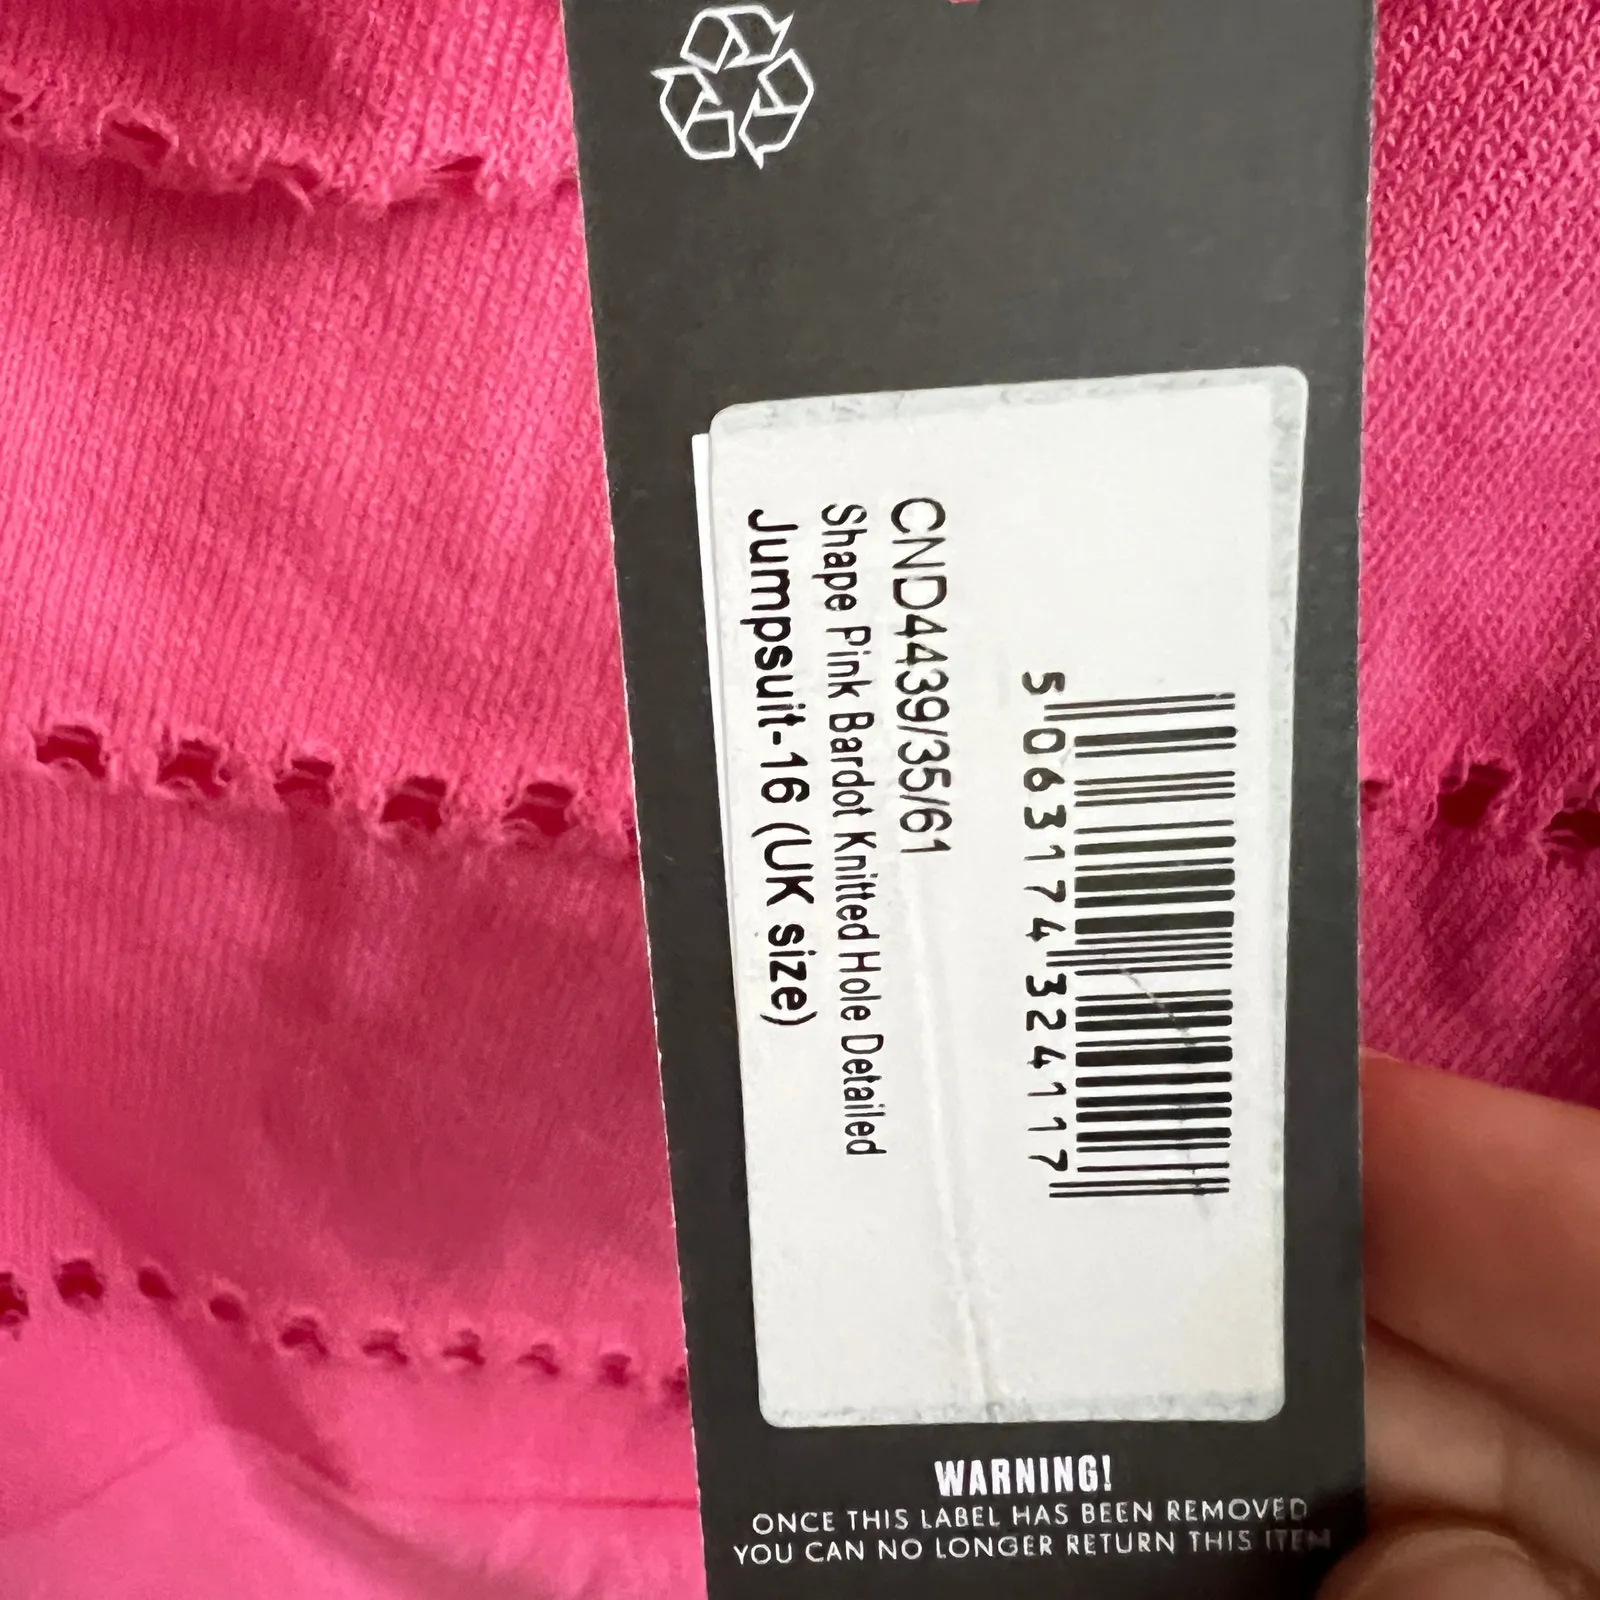 5 063174 324117
CND4439/35/61
Shape Pink Bardot Knitted Hole Detailed
Jumpsuit-16 (UK size)
WARNING!
ONCE THIS LABEL HAS BEEN REMOVED
YOU CAN NO LONGER RETURN THIS ITEM